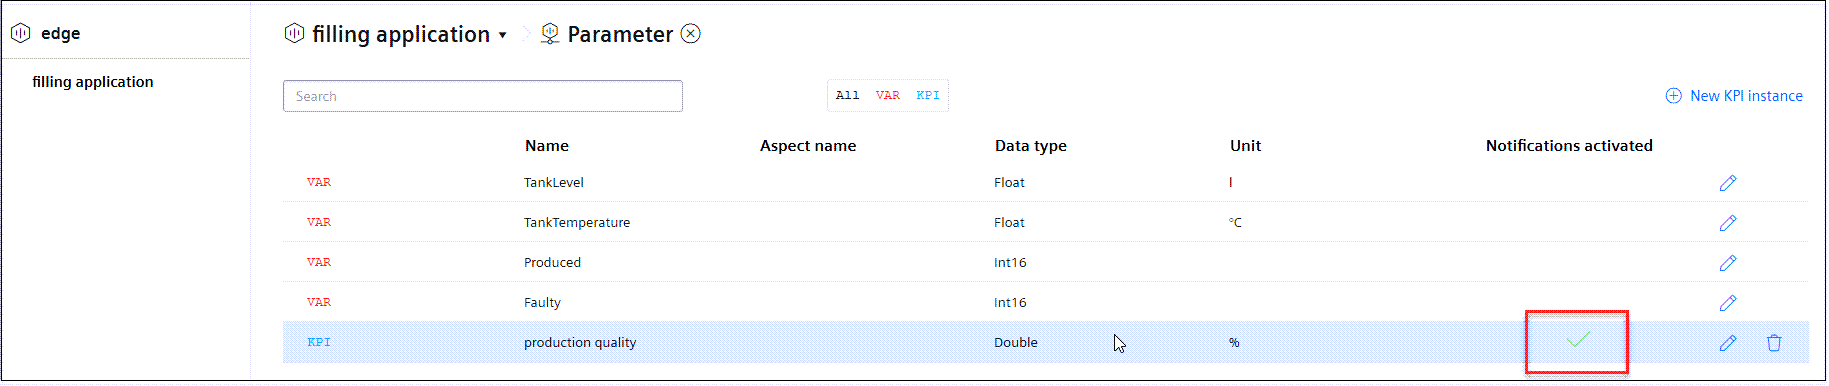 edge
filling application
filling application
Parameter
Search
All VAR KPI
New KPI instance
Name Aspect name Data type Unit Notifications activated
VAR TankLevel Float l
VAR TankTemperature Float °C
VAR Produced Int16
VAR Faulty Int16
KPI production quality Double %